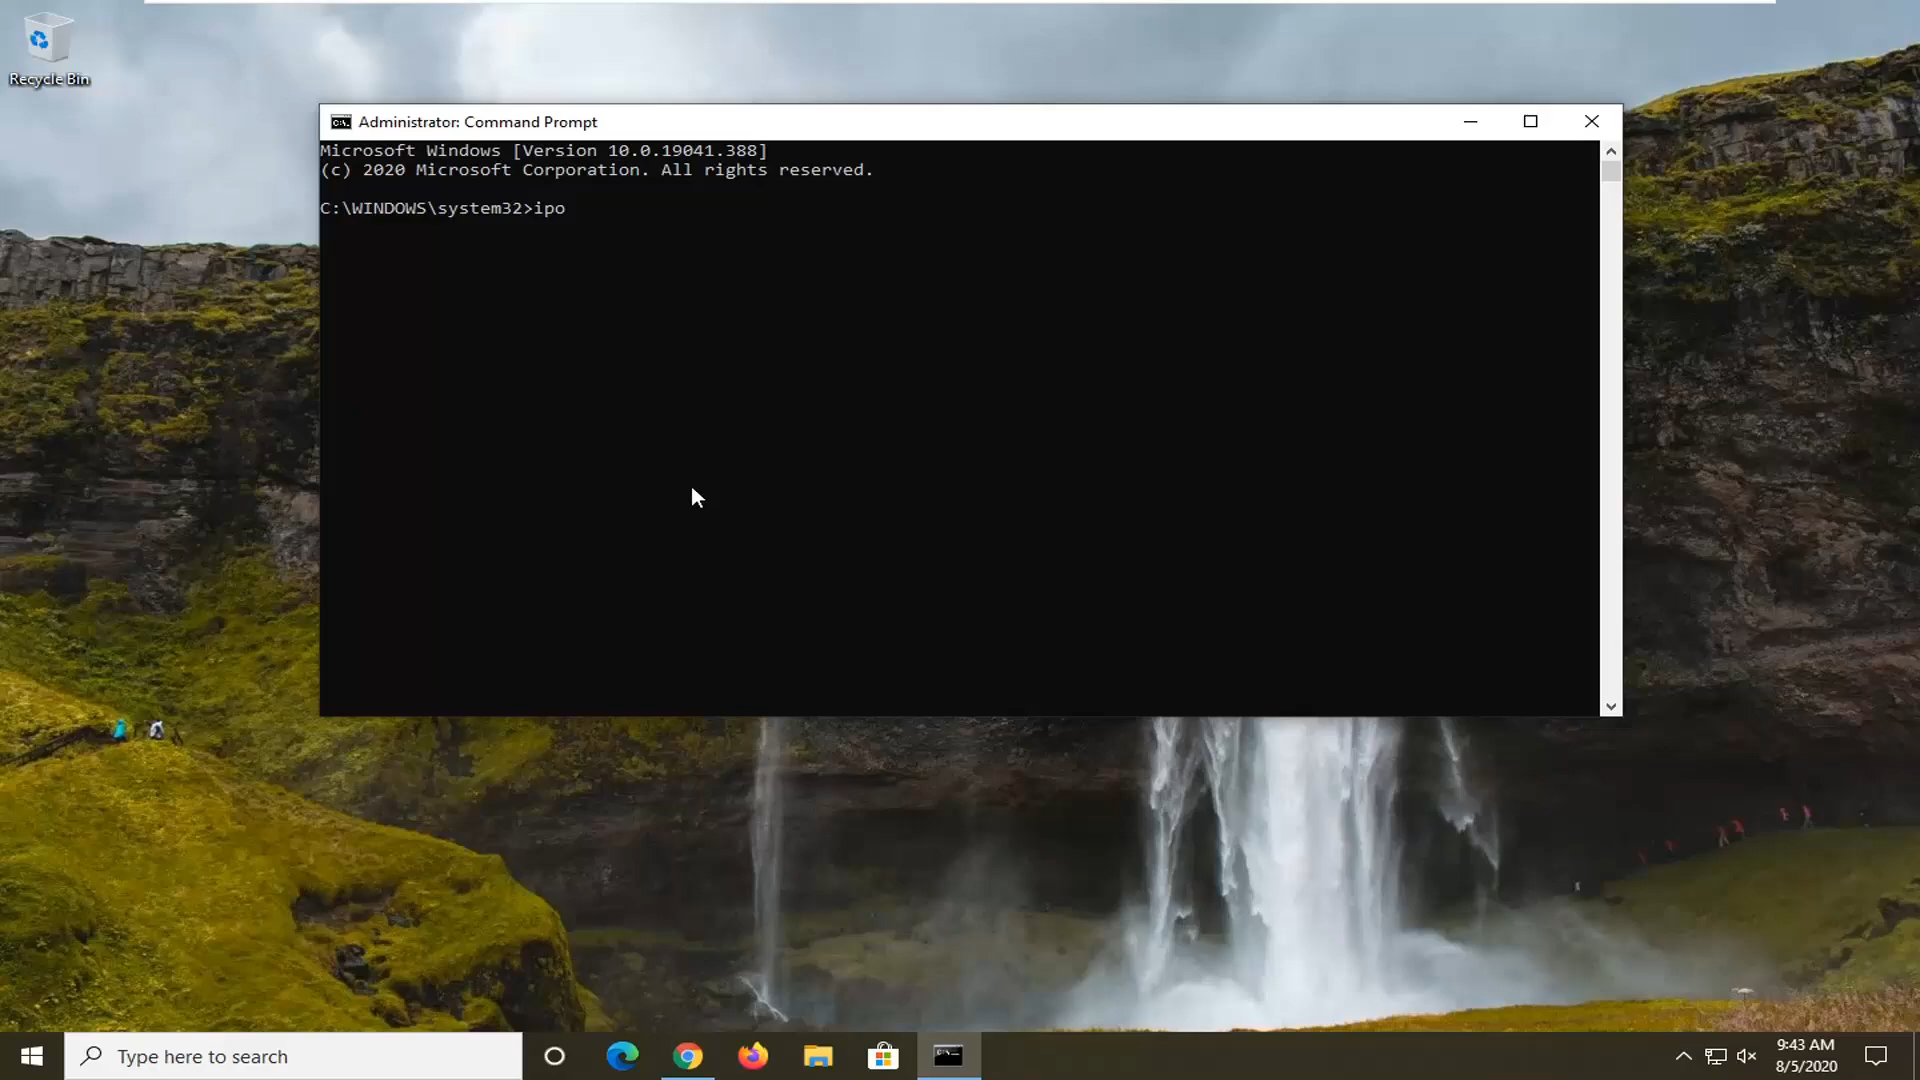 Recycle Bin
Administrator: Command Prompt
Microsoft Windows [Version 10.0.19041.388]
(c) 2020 Microsoft Corporation. All rights reserved.
C:\WINDOWS\system32>ipo
Type here to search
9:43 AM
8/5/2020